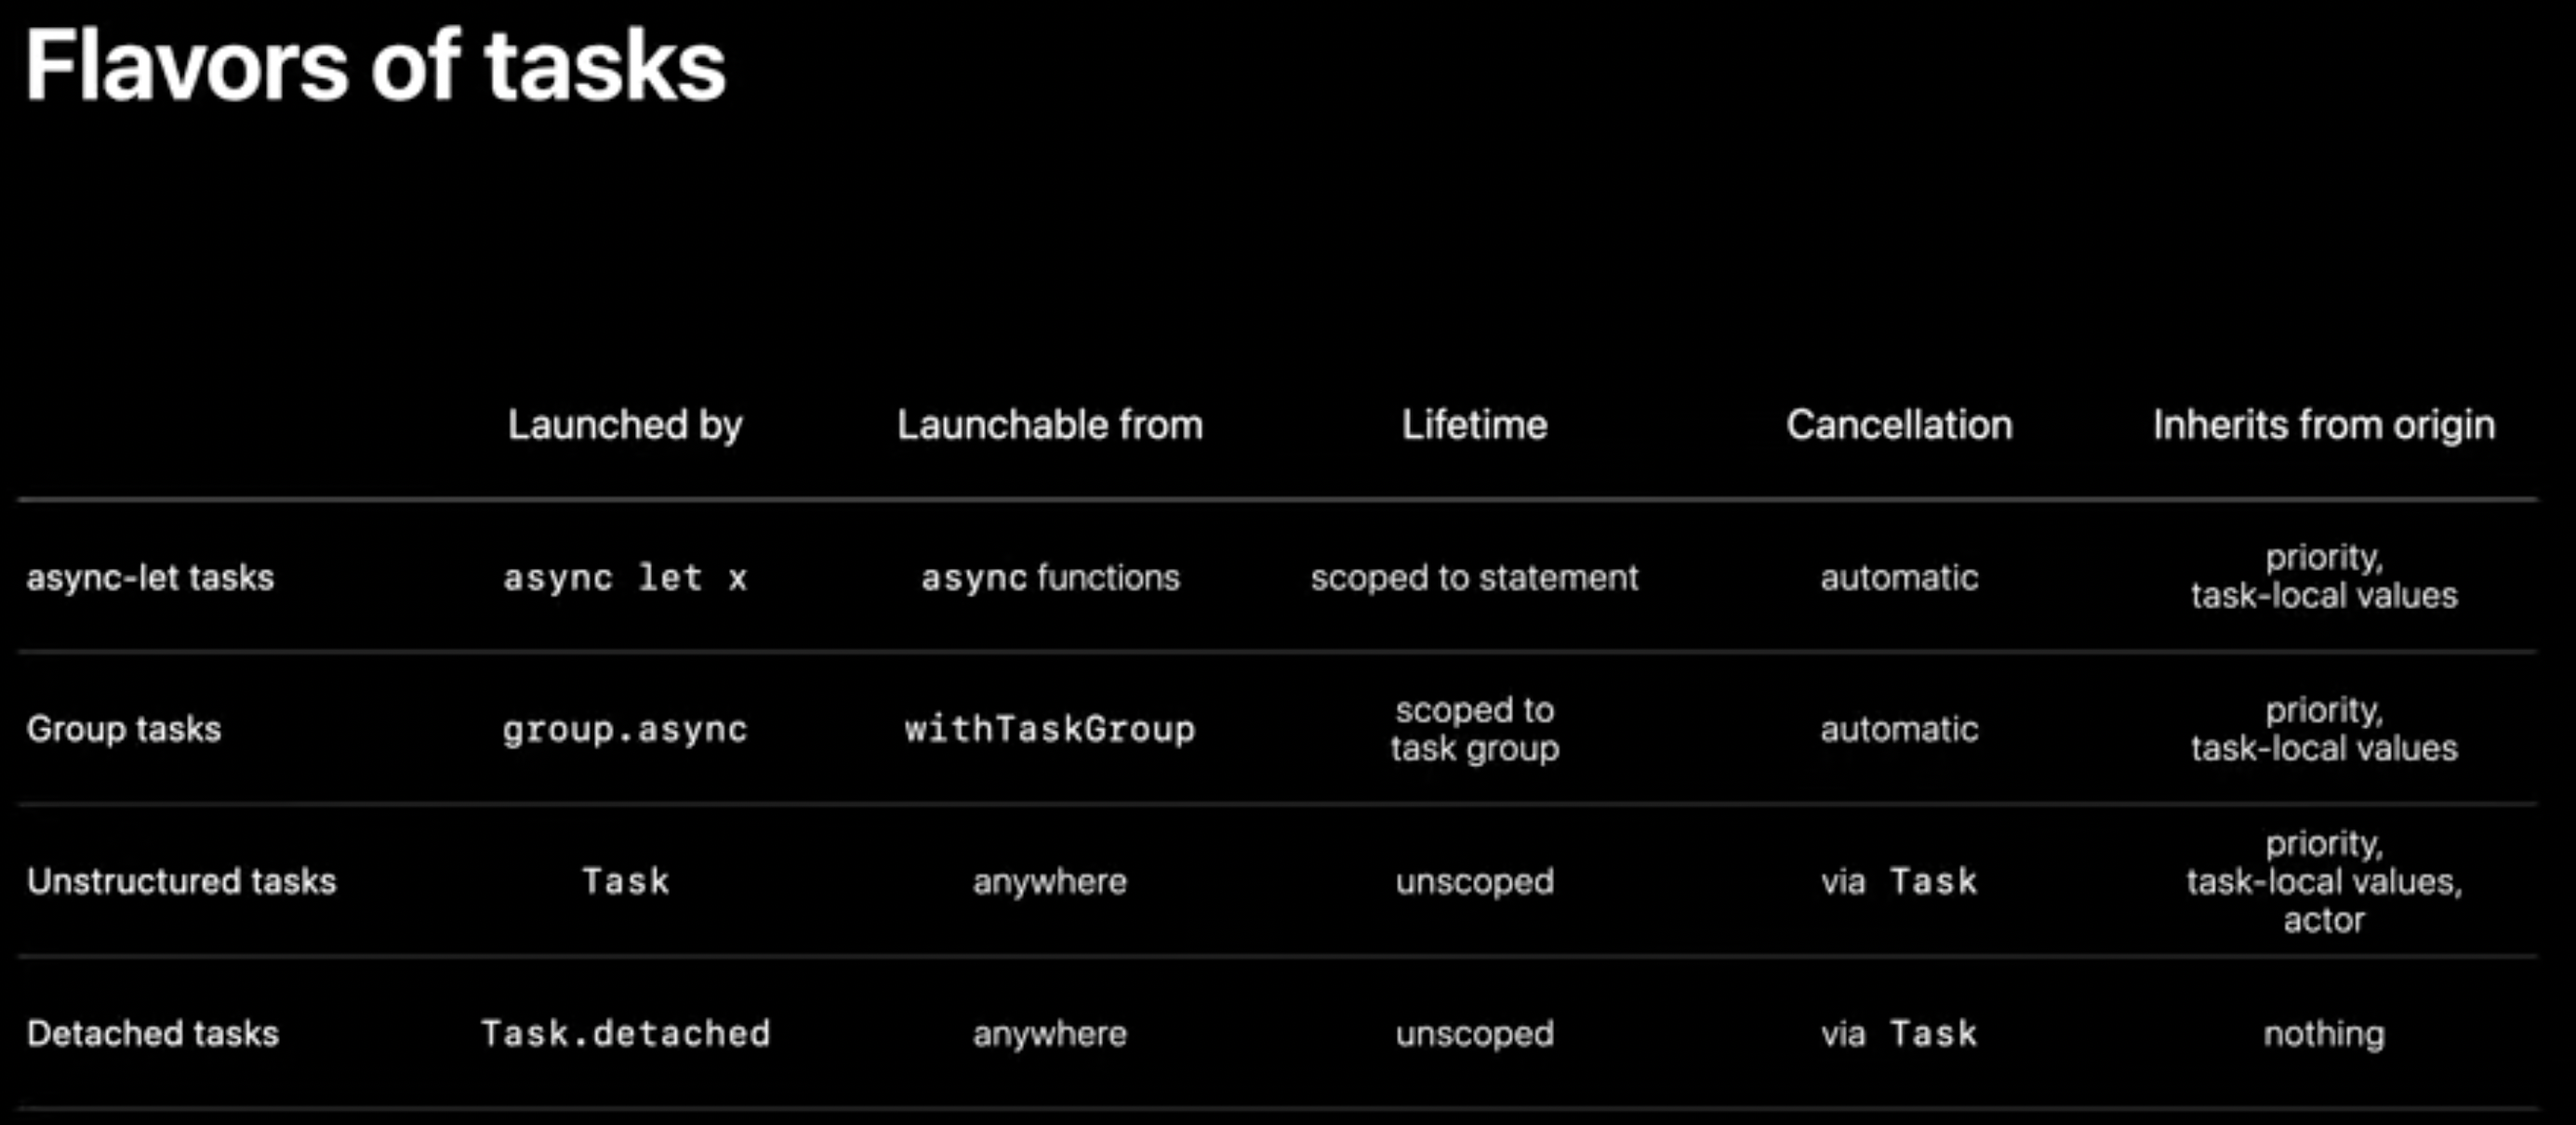 Flavors of tasks
Launched by Launchable from Lifetime Cancellation Inherits from origin
async-let tasks async let x async functions scoped to statement automatic priority, task-local values
Group tasks group.async withTaskGroup scoped to task group automatic priority, task-local values
Unstructured tasks Task anywhere unscoped via Task priority, task-local values, actor
Detached tasks Task.detached anywhere unscoped via Task nothing